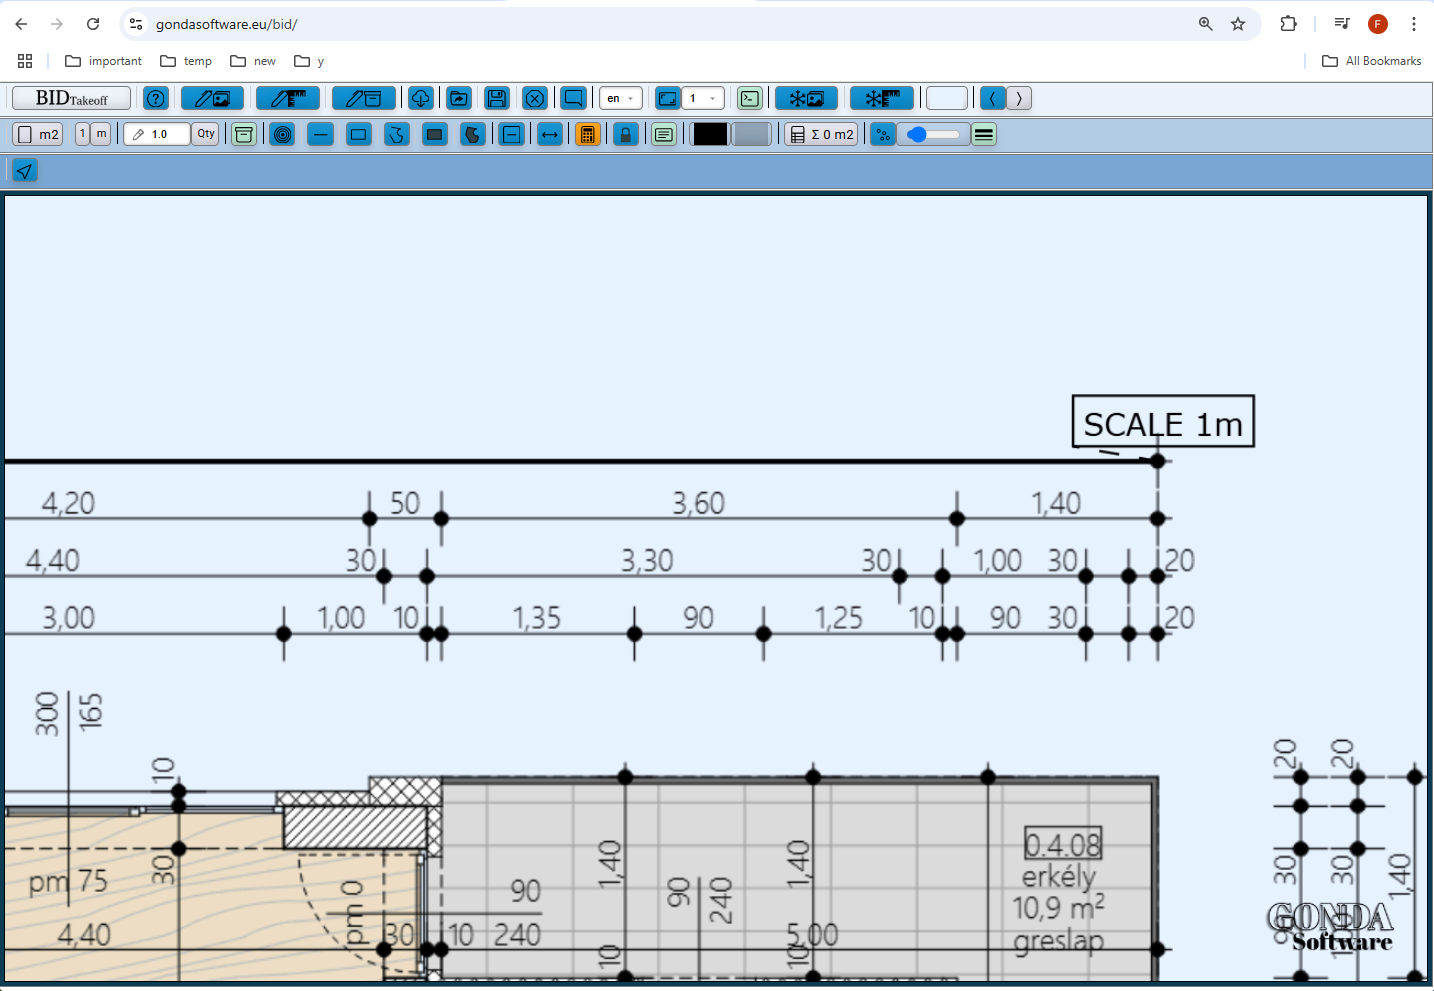 gondasoftware.eu/bid/
F
important temp new y All Bookmarks
BIDTakeoff ? en 1
m2 1 m 1.0 Qty Σ 0 m2
SCALE 1m
4,20 50 3,60 1,40
4,40 30 3,30 30 1,00 30 20
3,00 1,00 10 1,35 90 1,25 10 90 30 20
300 165
10
20 20
30
pm 75
4,40
pm 0
90
30 10 240
1,40
10
90 240
1,40
10
5,00
0.4.08
erkély
10,9 m²
greslap
30 30 1,40
GONDA
Software